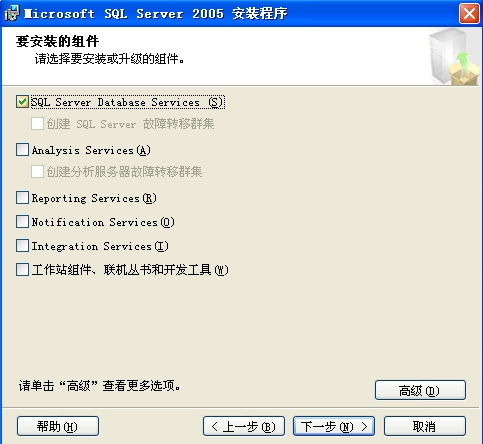 Microsoft SQL Server 2005 安装程序
要安装的组件
请选择要安装或升级的组件。
SQL Server Database Services (S)
创建 SQL Server 故障转移群集
Analysis Services(A)
创建分析服务器故障转移群集
Reporting Services(R)
Notification Services(O)
Integration Services(I)
工作站组件、联机丛书和开发工具(W)
请单击“高级”查看更多选项。
高级(D)
帮助(H)
< 上一步(B)
下一步(N) >
取消